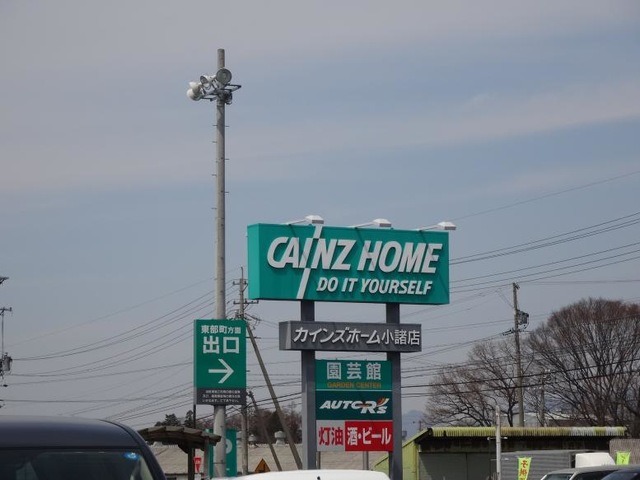 CAINZ HOME
DO IT YOURSELF
カインズホーム小諸店
東部町方面
出口
園芸館
GARDEN CENTER
AUTO R's
灯油 酒・ビール